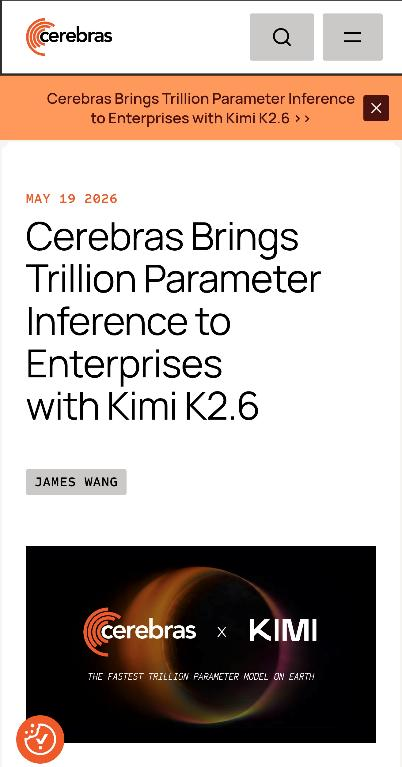 cerebras
Cerebras Brings Trillion Parameter Inference
to Enterprises with Kimi K2.6 >>
MAY 19 2026
Cerebras Brings
Trillion Parameter
Inference to
Enterprises
with Kimi K2.6
JAMES WANG
cerebras x KIMI
THE FASTEST TRILLION PARAMETER MODEL ON EARTH